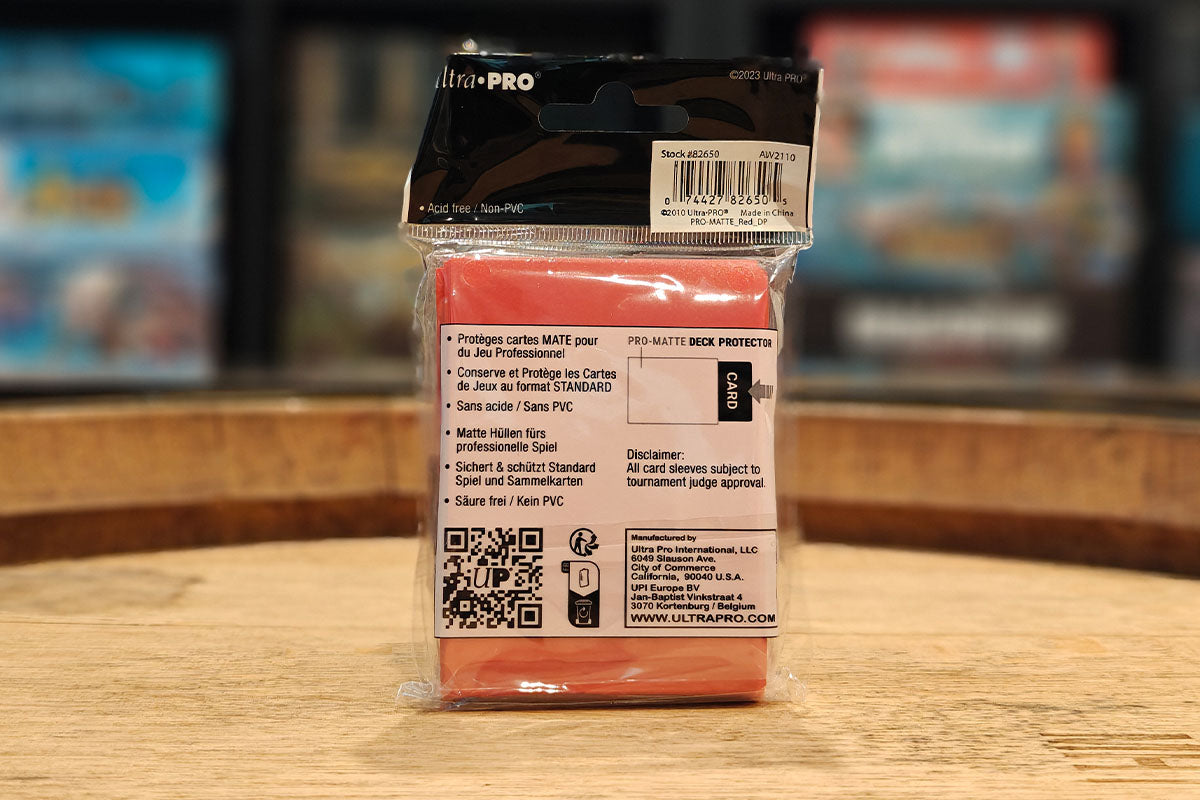 ultra•PRO®
©2023 Ultra PRO®
Stock #82650 AW2110
0 74427 82650 5
©2010 Ultra•PRO® Made in China
PRO-MATTE_Red_DP
• Acid free / Non-PVC
• Protèges cartes MATE pour
du Jeu Professionnel
• Conserve et Protège les Cartes
de Jeux au format STANDARD
• Sans acide / Sans PVC
• Matte Hüllen fürs
professionelle Spiel
• Sichert & schützt Standard
Spiel und Sammelkarten
• Säure frei / Kein PVC
PRO-MATTE DECK PROTECTOR
CARD
Disclaimer:
All card sleeves subject to
tournament judge approval.
UP
Manufactured by
Ultra Pro International, LLC
6049 Slauson Ave.
City of Commerce
California, 90040 U.S.A.
UPI Europe BV
Jan-Baptist Vinkstraat 4
3070 Kortenburg / Belgium
WWW.ULTRAPRO.COM